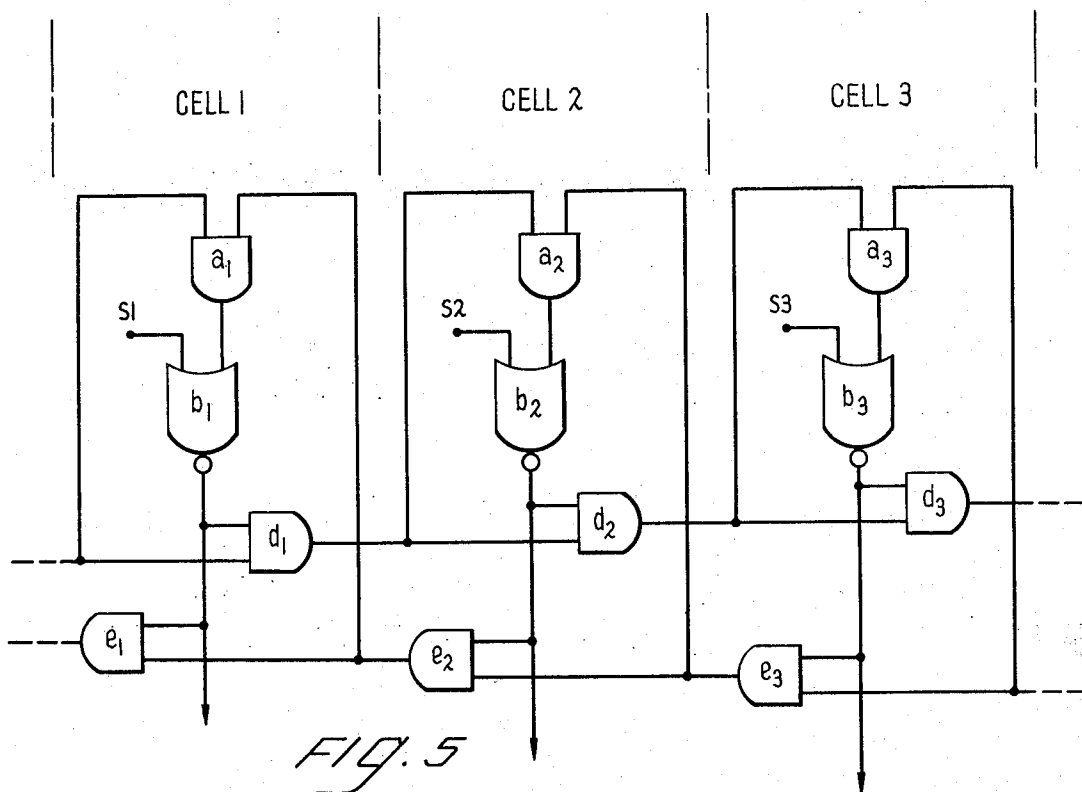 CELL 1 CELL 2 CELL 3
a1 a2 a3
S1 S2 S3
b1 b2 b3
d1 d2 d3
e1 e2 e3
FIG. 5